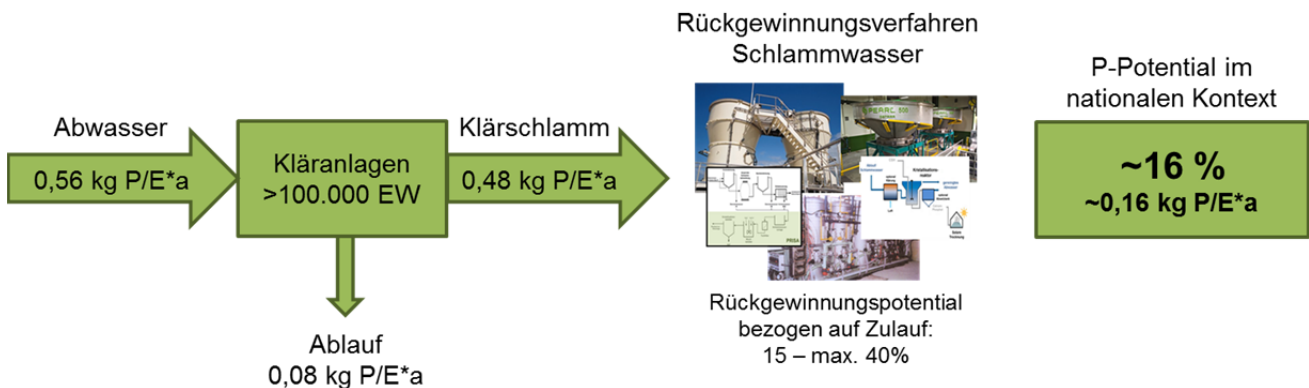 Rückgewinnungsverfahren
Schlammwasser
P-Potential im
nationalen Kontext
Abwasser
0,56 kg P/E*a
Kläranlagen
>100.000 EW
Klärschlamm
0,48 kg P/E*a
~16 %
~0,16 kg P/E*a
PRISA
Rückgewinnungspotential
bezogen auf Zulauf:
15 – max. 40%
Ablauf
0,08 kg P/E*a